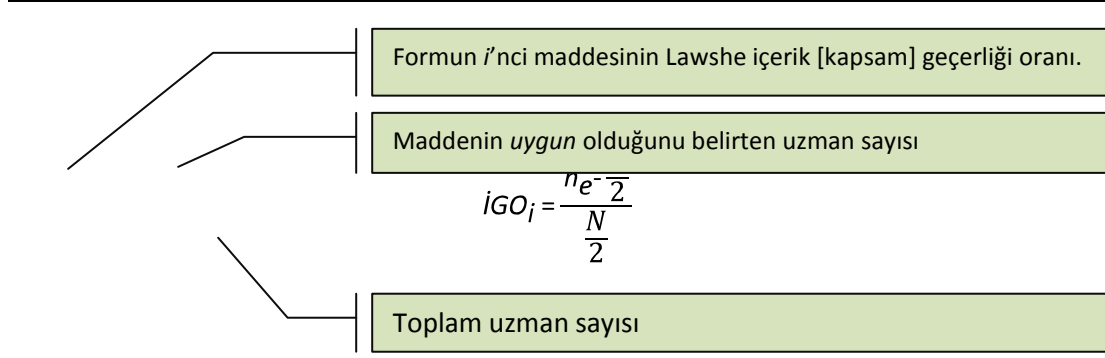 Formun i’nci maddesinin Lawshe içerik [kapsam] geçerliği oranı.
Maddenin uygun olduğunu belirten uzman sayısı
n_e-
2
İGO_i =
N
2
Toplam uzman sayısı